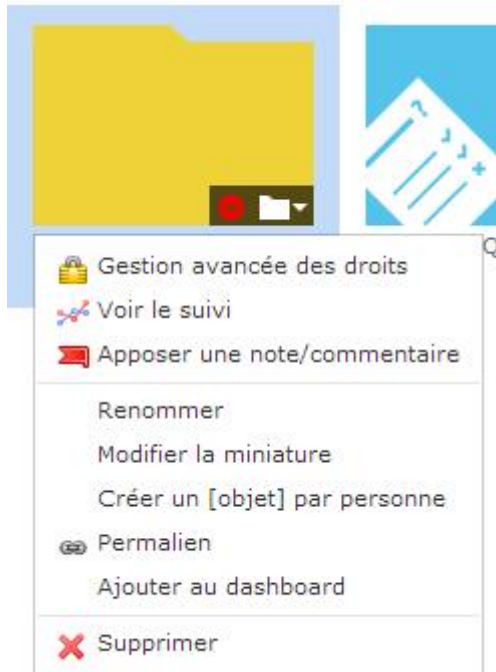 Q
Gestion avancée des droits
Voir le suivi
Apposer une note/commentaire
Renommer
Modifier la miniature
Créer un [objet] par personne
Permalien
Ajouter au dashboard
Supprimer